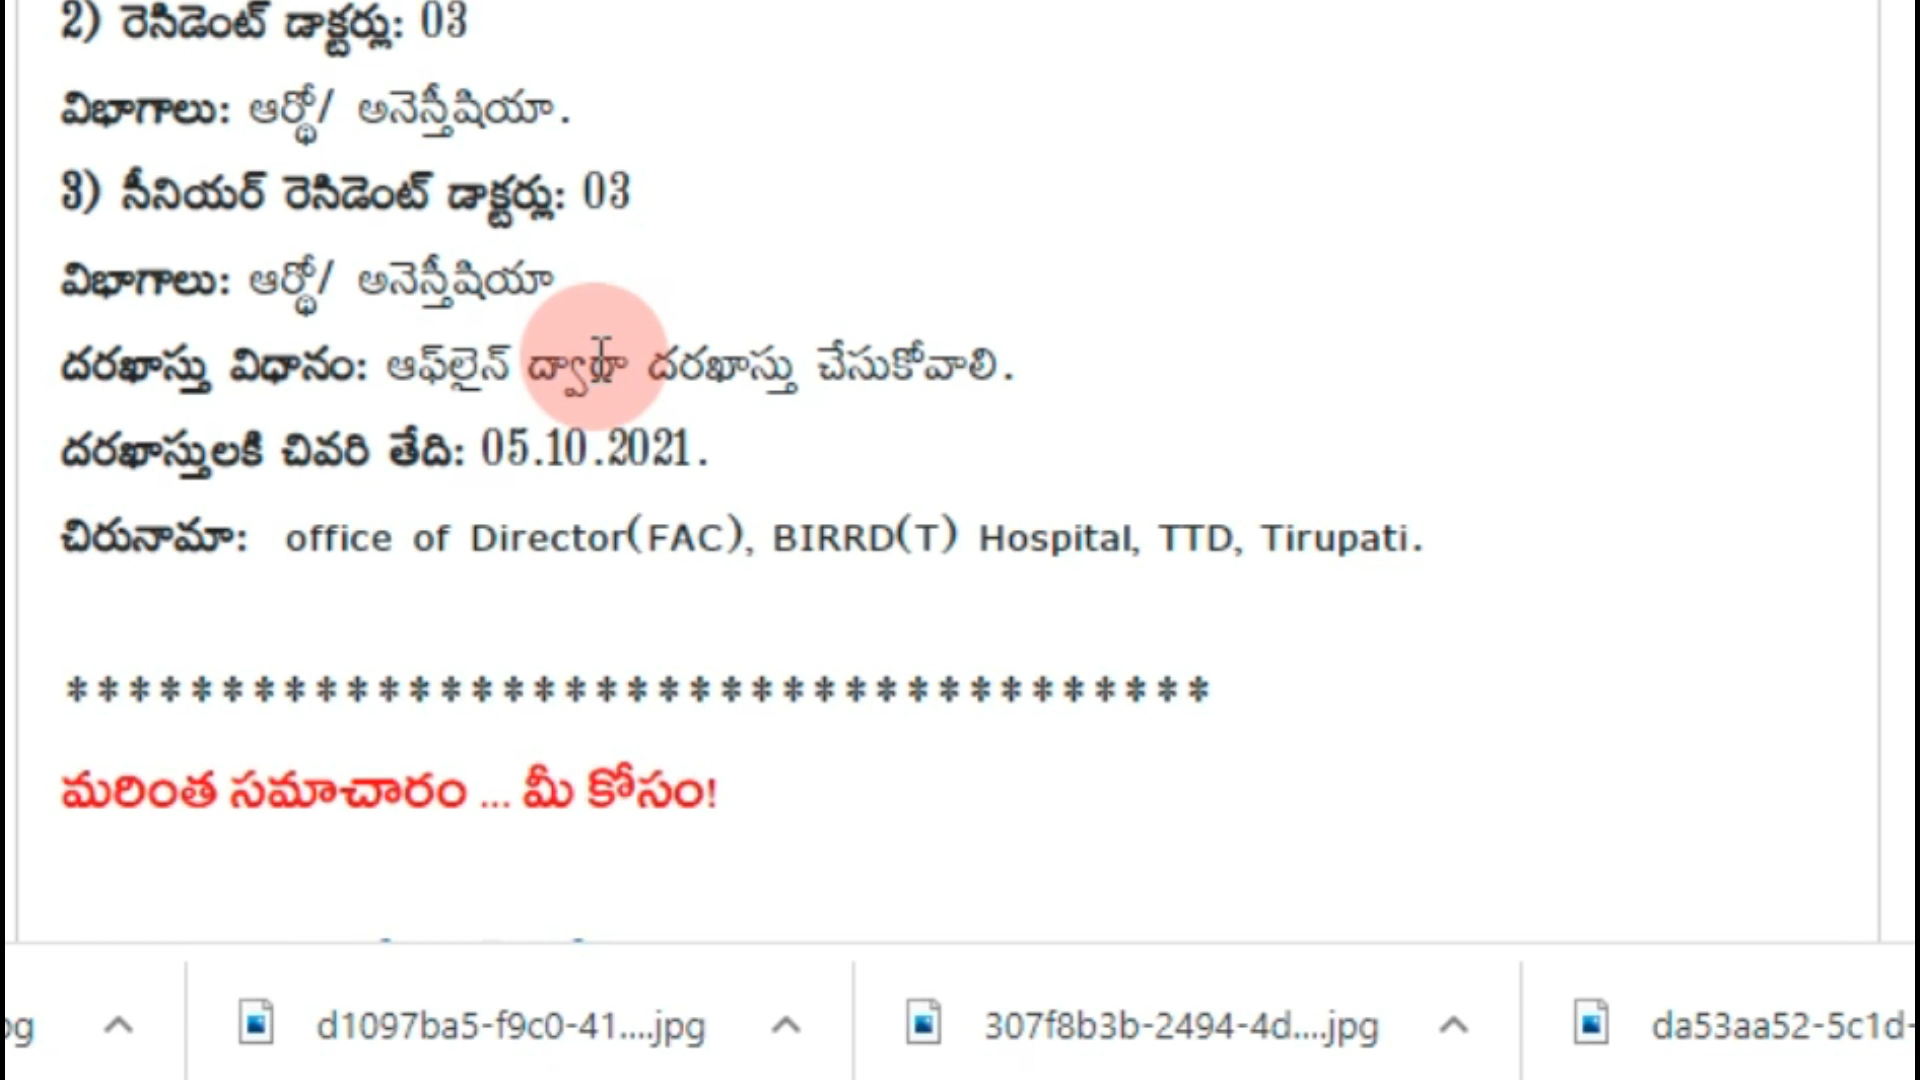 2) రెసిడెంట్ డాక్టర్లు: 03
విభాగాలు: ఆర్థో/ అనెస్తీషియా.
3) సీనియర్ రెసిడెంట్ డాక్టర్లు: 03
విభాగాలు: ఆర్థో/ అనెస్తీషియా
దరఖాస్తు విధానం: ఆఫ్‌లైన్ ద్వారా దరఖాస్తు చేసుకోవాలి.
దరఖాస్తులకి చివరి తేది: 05.10.2021.
చిరునామా: office of Director(FAC), BIRRD(T) Hospital, TTD, Tirupati.
*************************************
మరింత సమాచారం ... మీ కోసం!
d1097ba5-f9c0-41....jpg
307f8b3b-2494-4d....jpg
da53aa52-5c1d-